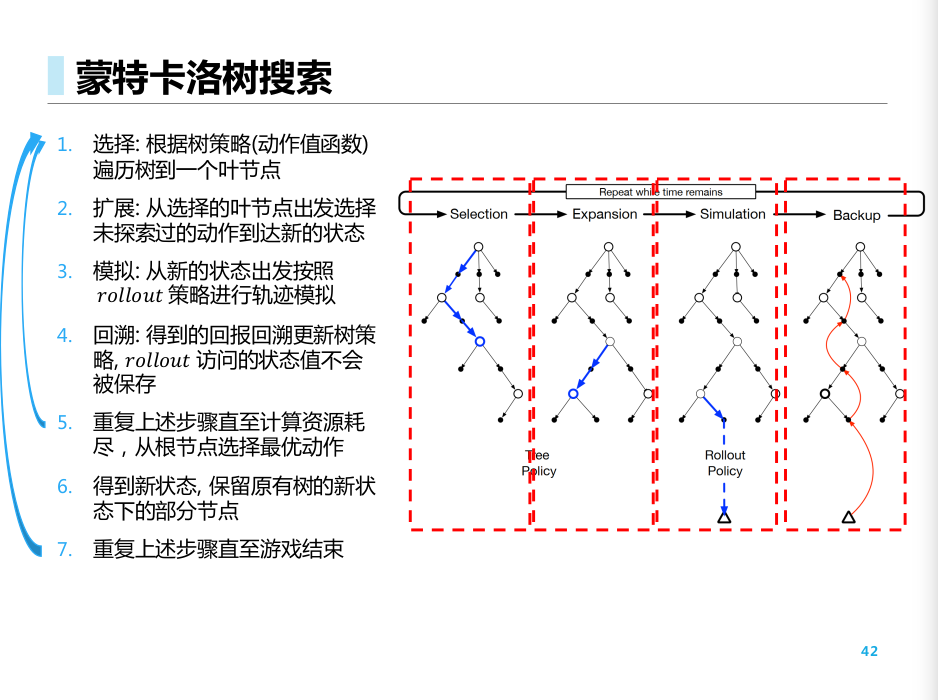 蒙特卡洛树搜索
1. 选择: 根据树策略(动作值函数)
遍历树到一个叶节点
2. 扩展: 从选择的叶节点出发选择
未探索过的动作到达新的状态
3. 模拟: 从新的状态出发按照
rollout 策略进行轨迹模拟
4. 回溯: 得到的回报回溯更新树策
略, rollout 访问的状态值不会
被保存
5. 重复上述步骤直至计算资源耗
尽，从根节点选择最优动作
6. 得到新状态, 保留原有树的新状
态下的部分节点
7. 重复上述步骤直至游戏结束
Repeat while time remains
Selection
Expansion
Simulation
Backup
Tree
Policy
Rollout
Policy
42